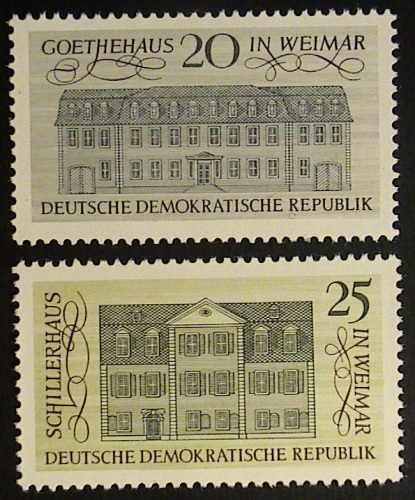 GOETHEHAUS 20 IN WEIMAR
DEUTSCHE DEMOKRATISCHE REPUBLIK
SCHILLERHAUS
25
IN WEIMAR
DEUTSCHE DEMOKRATISCHE REPUBLIK